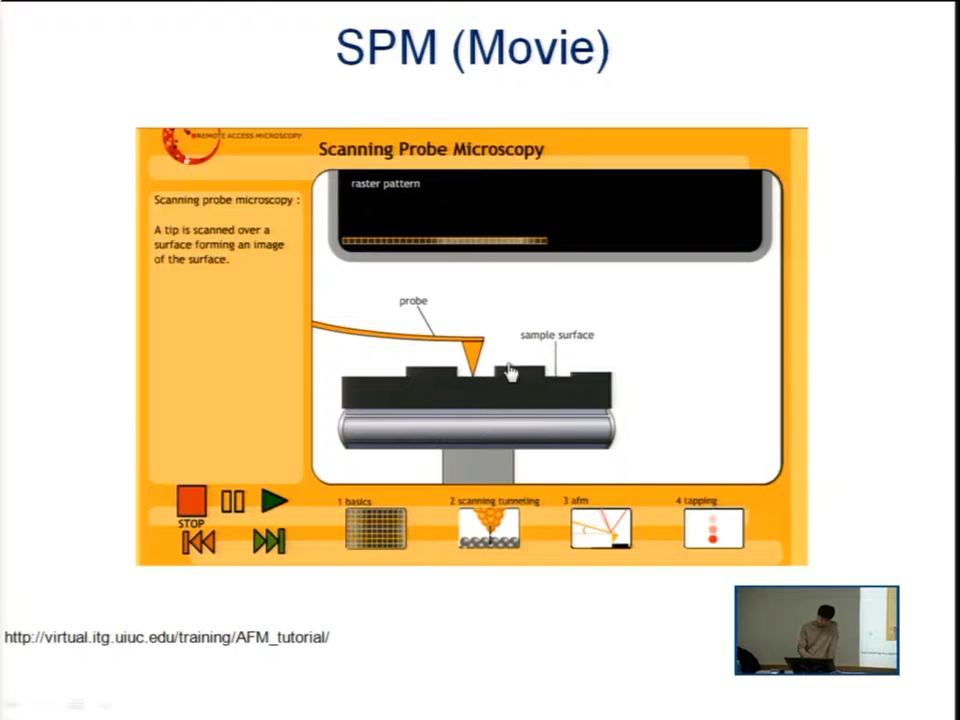 SPM (Movie)
REMOTE ACCESS MICROSCOPY
Scanning Probe Microscopy
Scanning probe microscopy :
A tip is scanned over a
surface forming an image
of the surface.
raster pattern
probe
sample surface
STOP
1 basics
2 scanning tunneling
3 afm
4 tapping
http://virtual.itg.uiuc.edu/training/AFM_tutorial/